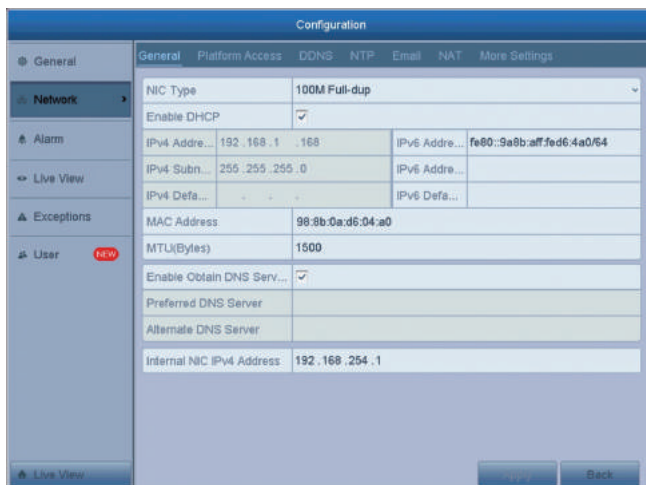 Configuration
General
Network
Alarm
Live View
Exceptions
User NEW
Live View
General Platform Access DDNS NTP Email NAT More Settings
NIC Type 100M Full-dup
Enable DHCP
IPv4 Addre... 192 .168 .1 .168 IPv6 Addre... fe80::9a8b:aff:fed6:4a0/64
IPv4 Subn... 255 .255 .255 .0 IPv6 Addre...
IPv4 Defa... . . . IPv6 Defa...
MAC Address 98:8b:0a:d6:04:a0
MTU(Bytes) 1500
Enable Obtain DNS Serv...
Preferred DNS Server
Alternate DNS Server
Internal NIC IPv4 Address 192 .168 .254 .1
Apply Back